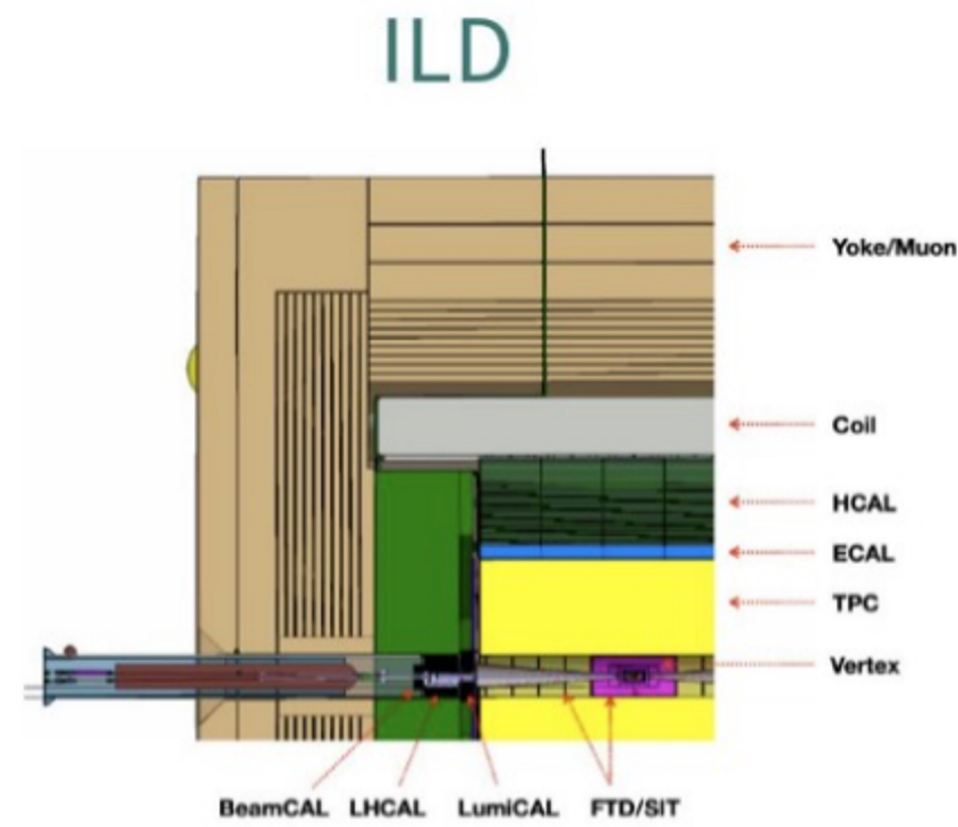 ILD
Yoke/Muon
Coil
HCAL
ECAL
TPC
Vertex
BeamCAL LHCAL LumiCAL FTD/SIT